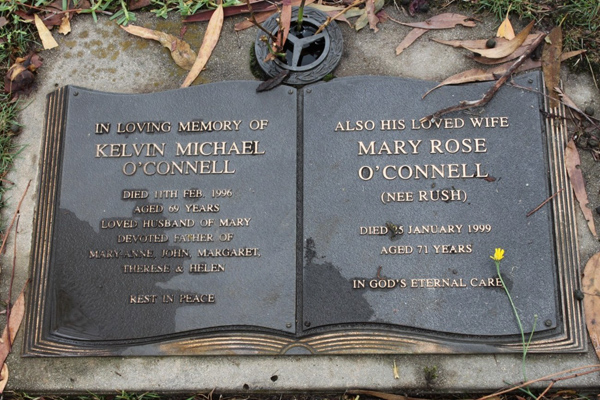 IN LOVING MEMORY OF
KELVIN MICHAEL
O'CONNELL
DIED 11TH FEB. 1996
AGED 69 YEARS
LOVED HUSBAND OF MARY
DEVOTED FATHER OF
MARY-ANNE, JOHN, MARGARET,
THERESE & HELEN
REST IN PEACE
ALSO HIS LOVED WIFE
MARY ROSE
O'CONNELL
(NEE RUSH)
DIED 25 JANUARY 1999
AGED 71 YEARS
IN GOD'S ETERNAL CARE